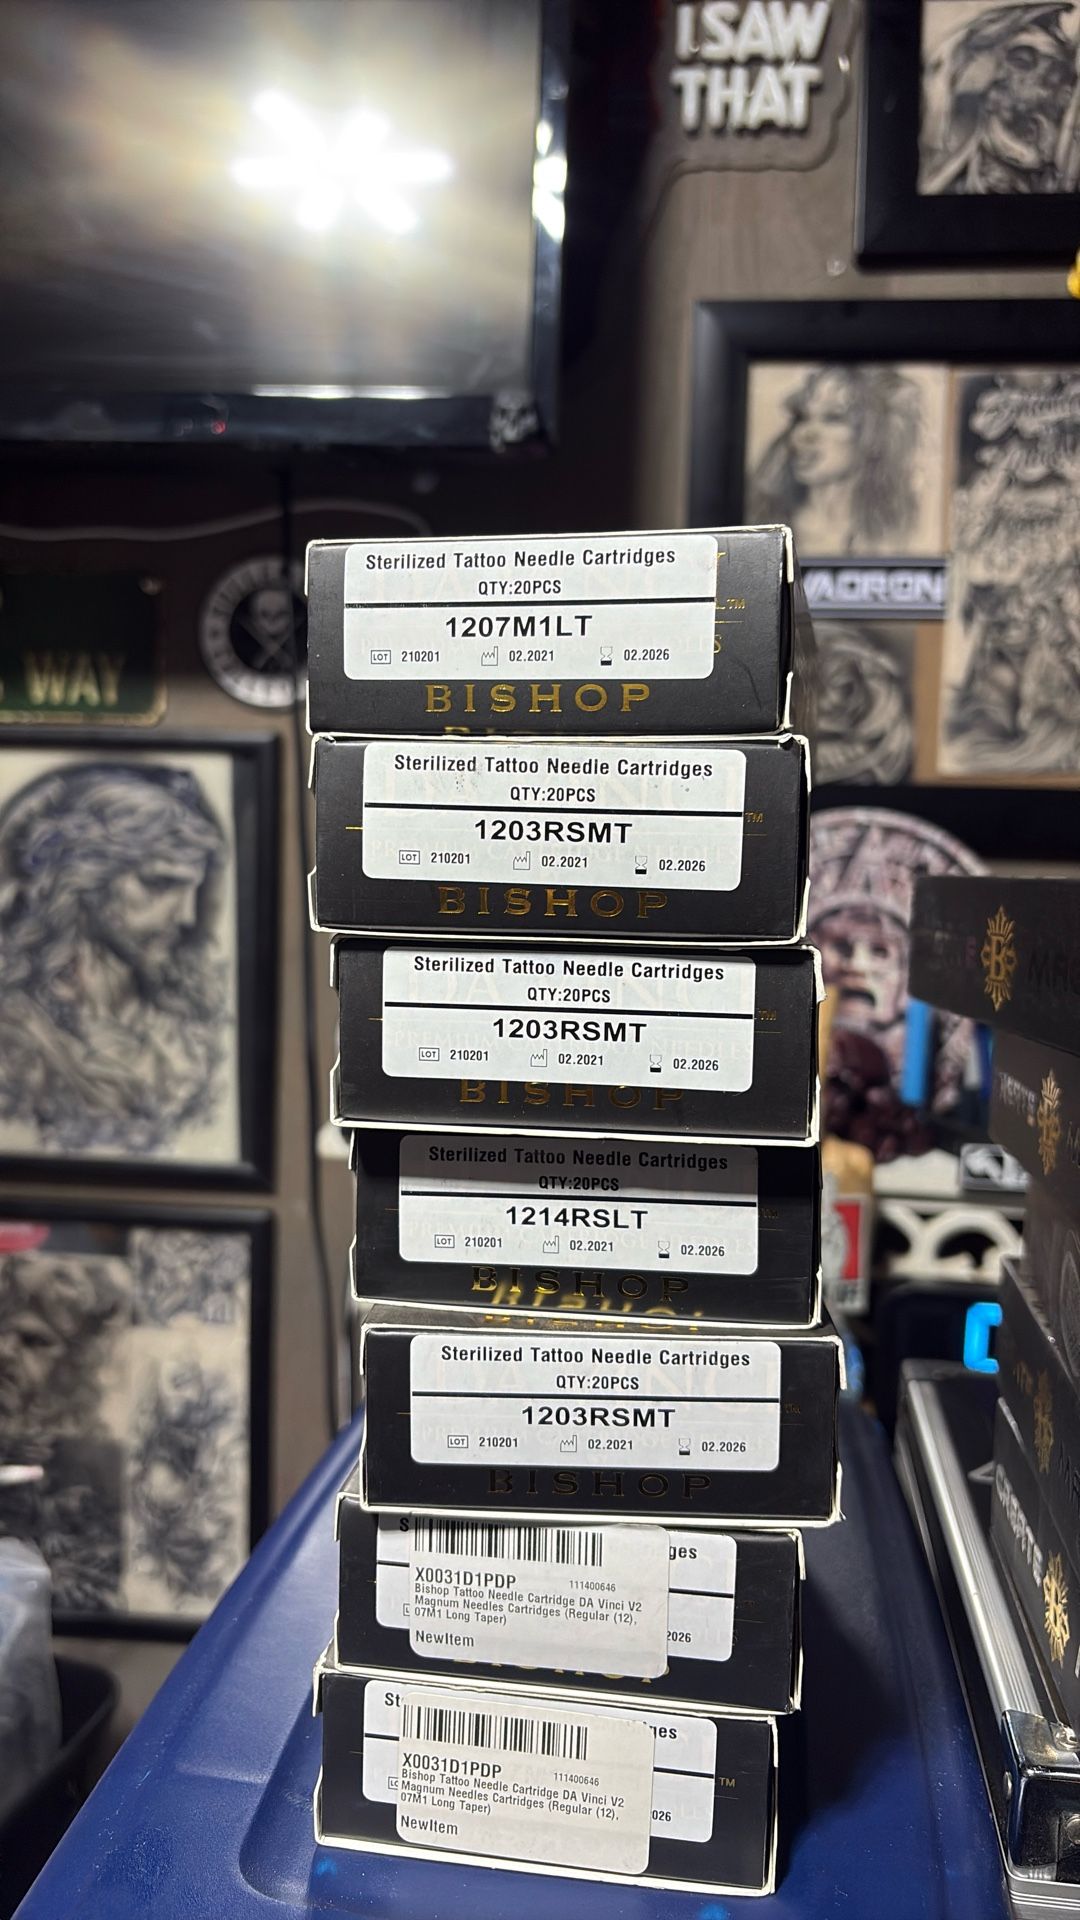 I SAW
THAT
WAY
Sterilized Tattoo Needle Cartridges
QTY:20PCS
1207M1LT
LOT 210201 02.2021 02.2026
BISHOP
Sterilized Tattoo Needle Cartridges
QTY:20PCS
TM
1203RSMT
LOT 210201 02.2021 02.2026
BISHOP
Sterilized Tattoo Needle Cartridges
QTY:20PCS
TM
1203RSMT
LOT 210201 02.2021 02.2026
BISHOP
Sterilized Tattoo Needle Cartridges
QTY:20PCS
1214RSLT
LOT 210201 02.2021 02.2026
BISHOP
Sterilized Tattoo Needle Cartridges
QTY:20PCS
1203RSMT
LOT 210201 02.2021 02.2026
BISHOP
X0031D1PDP 111400646
Bishop Tattoo Needle Cartridge DA Vinci V2
Magnum Needles Cartridges (Regular (12),
07M1 Long Taper)
NewItem
X0031D1PDP 111400646
TM
Bishop Tattoo Needle Cartridge DA Vinci V2
Magnum Needles Cartridges (Regular (12),
07M1 Long Taper)
NewItem
B
CREATE